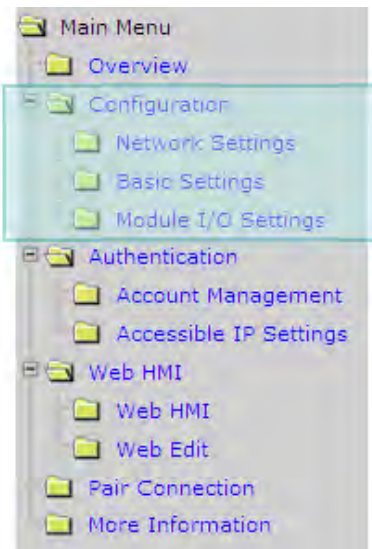 Main Menu
Overview
Configuration
Network Settings
Basic Settings
Module I/O Settings
Authentication
Account Management
Accessible IP Settings
Web HMI
Web HMI
Web Edit
Pair Connection
More Information